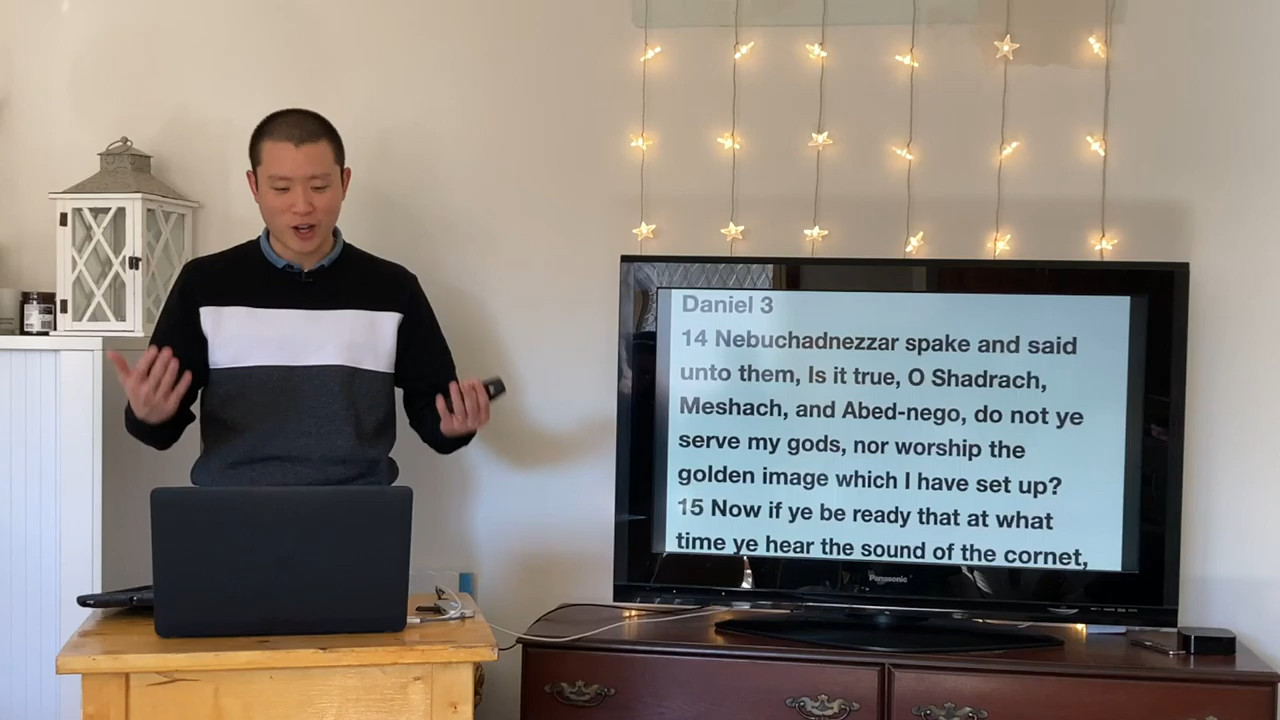 Daniel 3
14 Nebuchadnezzar spake and said
unto them, Is it true, O Shadrach,
Meshach, and Abed-nego, do not ye
serve my gods, nor worship the
golden image which I have set up?
15 Now if ye be ready that at what
time ye hear the sound of the cornet,
Panasonic